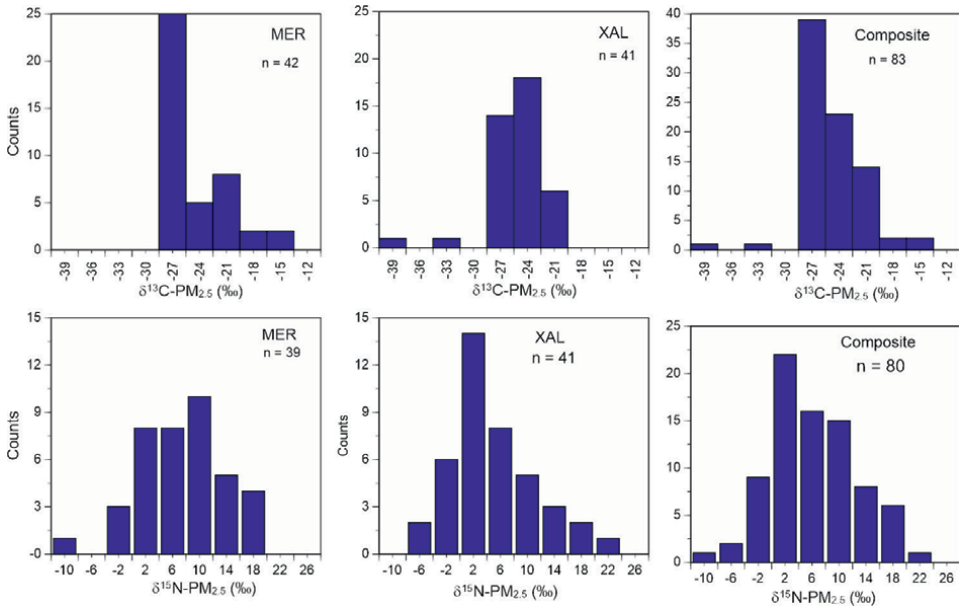 25
20
15
10
5
0
Counts
MER
n = 42
-39 -36 -33 -30 -27 -24 -21 -18 -15 -12
δ¹³C-PM₂.₅ (‰)
25
20
15
10
5
0
XAL
n = 41
-39 -36 -33 -30 -27 -24 -21 -18 -15 -12
δ¹³C-PM₂.₅ (‰)
40
35
30
25
20
15
10
5
0
Composite
n = 83
-39 -36 -33 -30 -27 -24 -21 -18 -15 -12
δ¹³C-PM₂.₅ (‰)
15
12
9
6
3
-0
Counts
MER
n = 39
-10 -6 -2 2 6 10 14 18 22 26
δ¹⁵N-PM₂.₅ (‰)
15
12
9
6
3
0
Counts
XAL
n = 41
-10 -6 -2 2 6 10 14 18 22 26
δ¹⁵N-PM₂.₅ (‰)
25
20
15
10
5
0
Composite
n = 80
-10 -6 -2 2 6 10 14 18 22 26
δ¹⁵N-PM₂.₅ (‰)